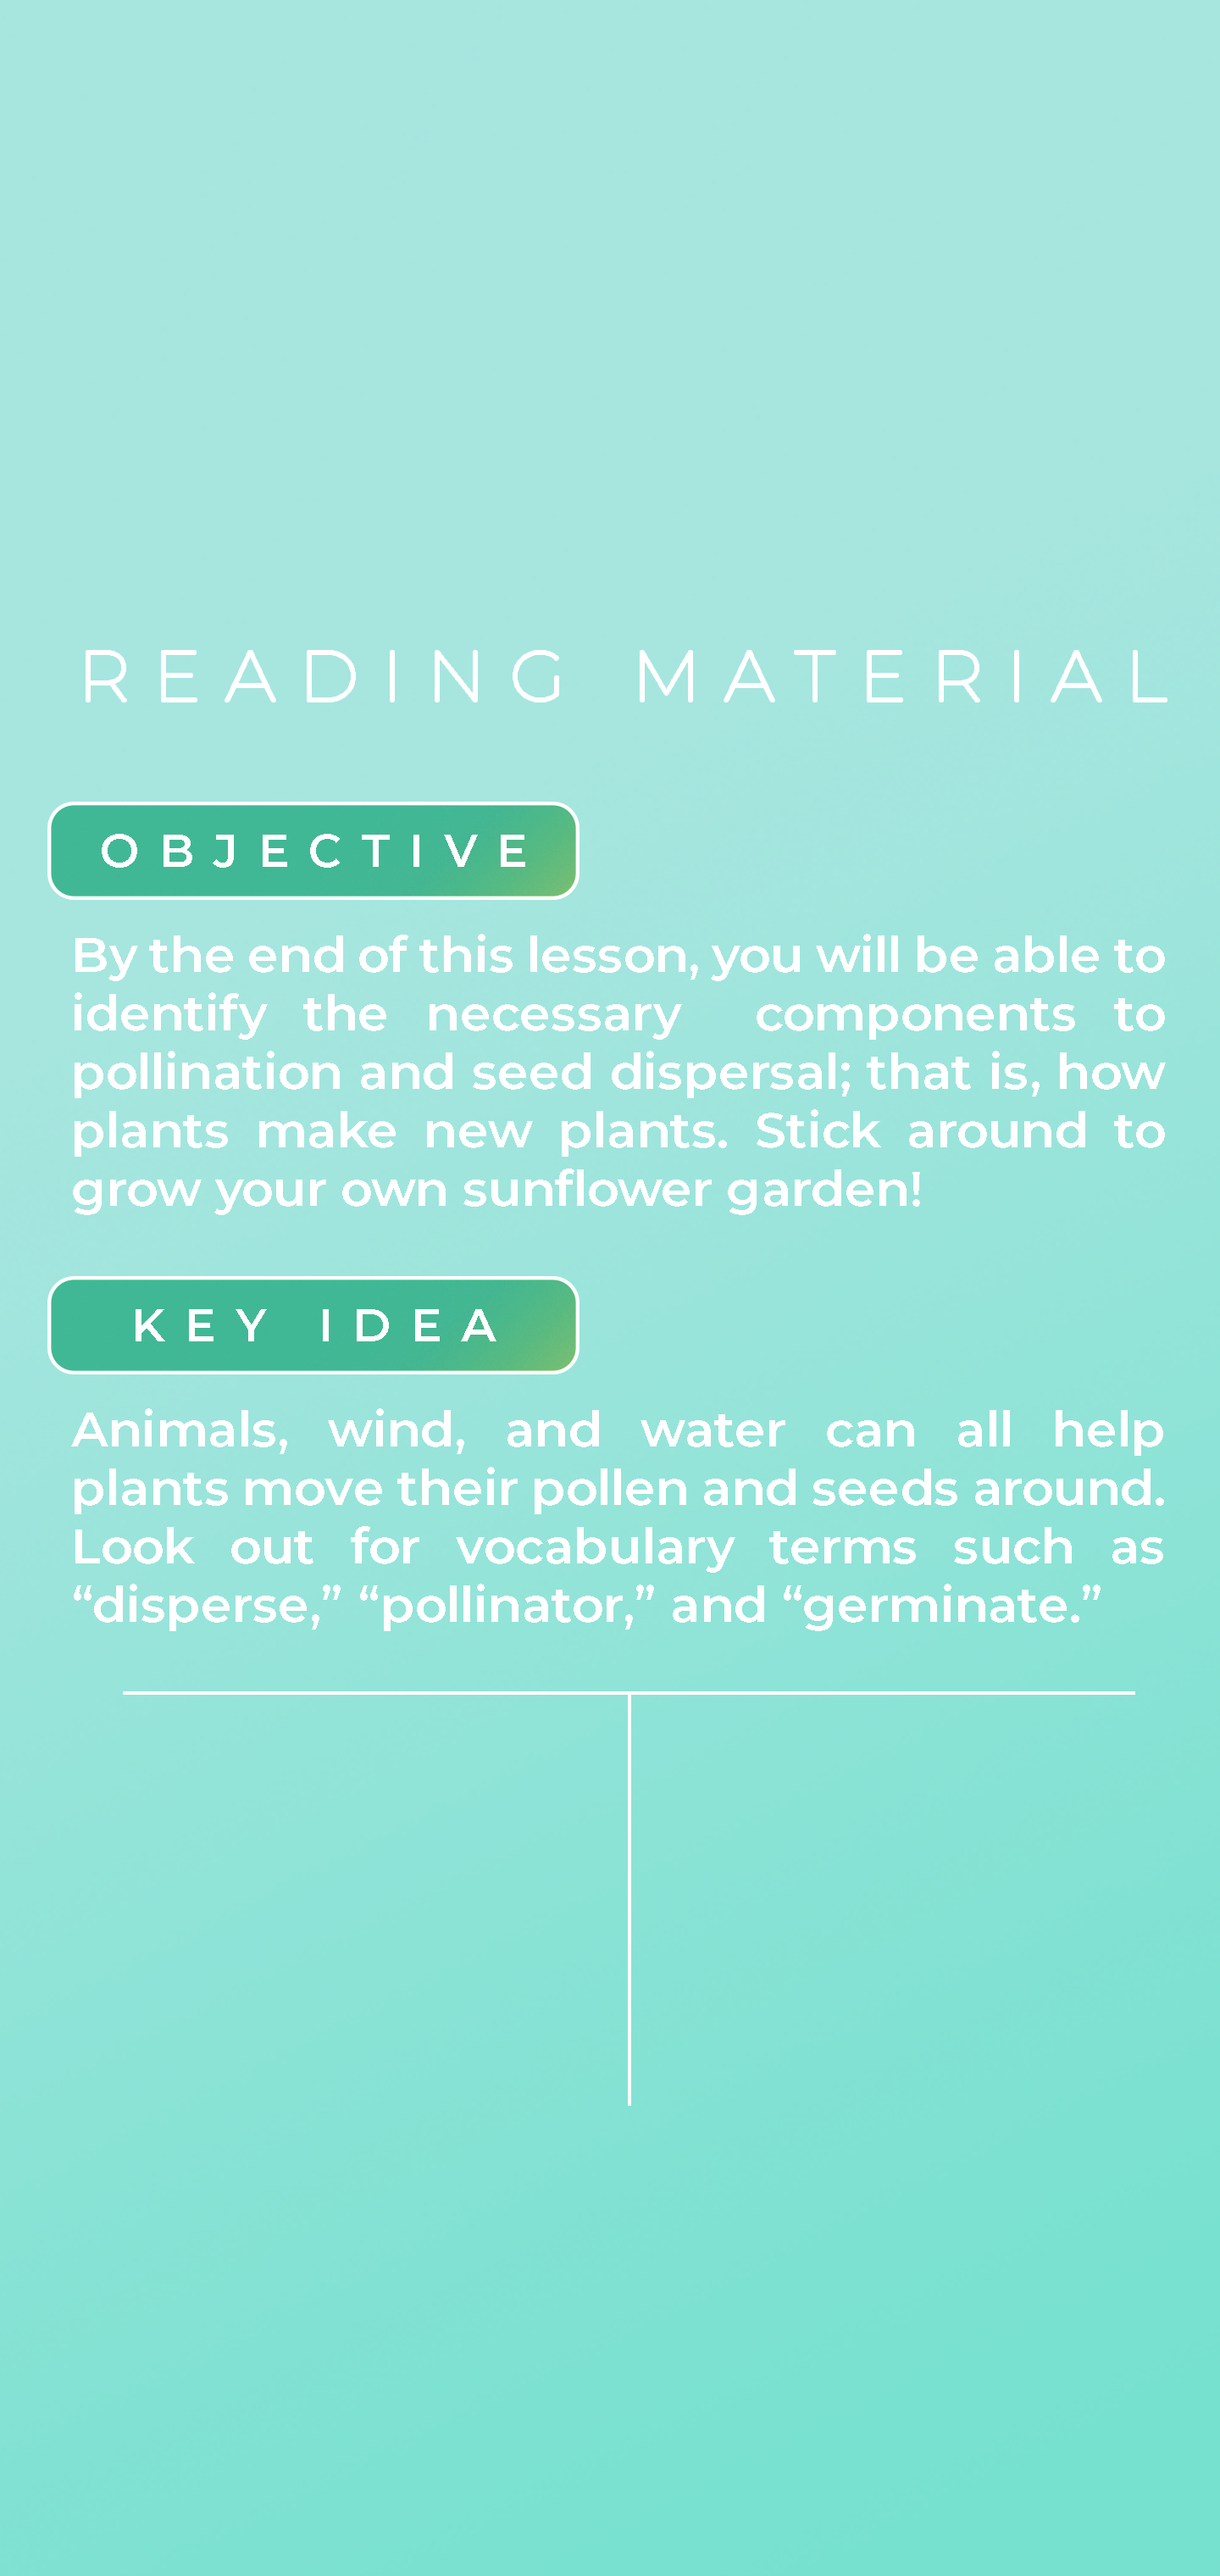 READING MATERIAL
OBJECTIVE
By the end of this lesson, you will be able to
identify the necessary components to
pollination and seed dispersal; that is, how
plants make new plants. Stick around to
grow your own sunflower garden!
KEY IDEA
Animals, wind, and water can all help
plants move their pollen and seeds around.
Look out for vocabulary terms such as
“disperse,” “pollinator,” and “germinate.”